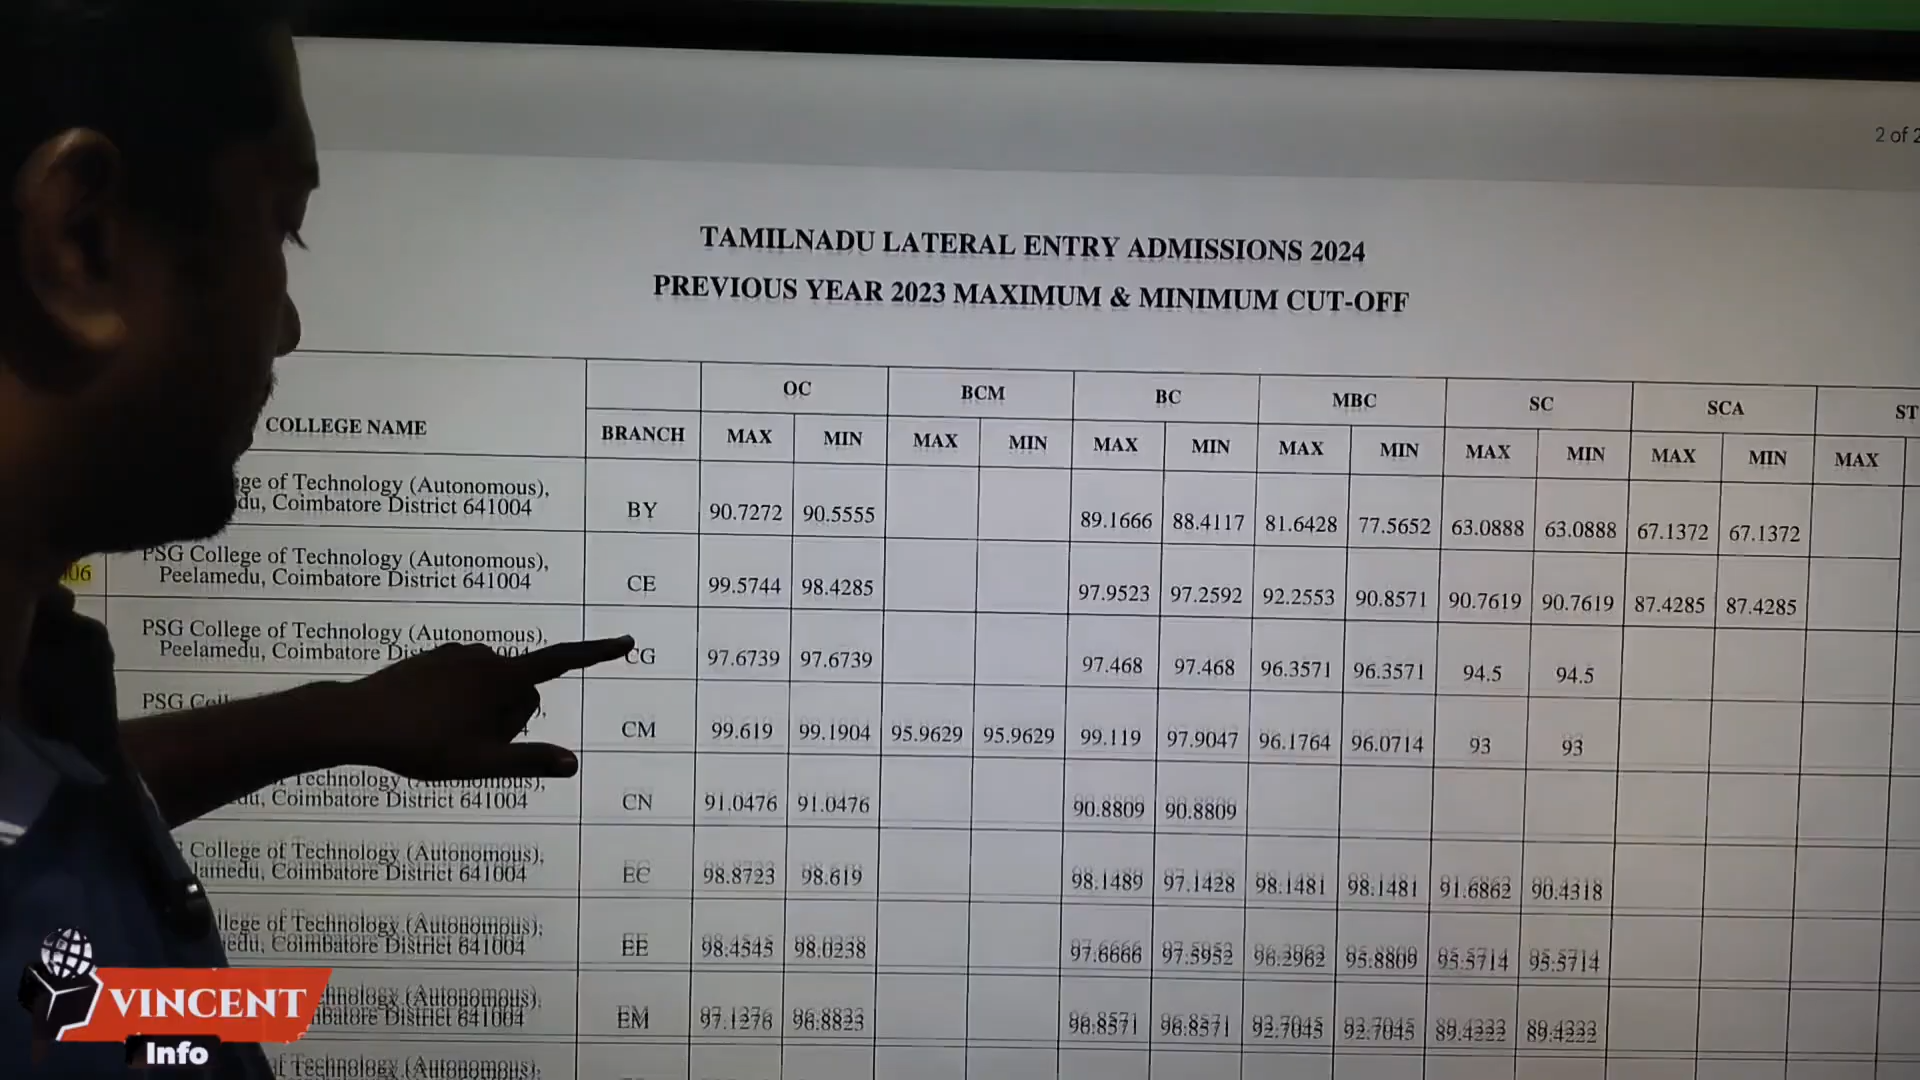 2 of 2
TAMILNADU LATERAL ENTRY ADMISSIONS 2024
PREVIOUS YEAR 2023 MAXIMUM & MINIMUM CUT-OFF
OC BCM BC MBC SC SCA ST
COLLEGE NAME BRANCH MAX MIN MAX MIN MAX MIN MAX MIN MAX MIN MAX MIN MAX
ge of Technology (Autonomous),
du, Coimbatore District 641004
BY 90.7272 90.5555 89.1666 88.4117 81.6428 77.5652 63.0888 63.0888 67.1372 67.1372
06
PSG College of Technology (Autonomous),
Peelamedu, Coimbatore District 641004
CE 99.5744 98.4285 97.9523 97.2592 92.2553 90.8571 90.7619 90.7619 87.4285 87.4285
PSG College of Technology (Autonomous),
Peelamedu, Coimbatore
CG 97.6739 97.6739 97.468 97.468 96.3571 96.3571 94.5 94.5
PSG
CM 99.619 99.1904 95.9629 95.9629 99.119 97.9047 96.1764 96.0714 93 93
Technology (Autonomous),
du, Coimbatore District 641004
CN 91.0476 91.0476 90.8809 90.8809
College of Technology (Autonomous),
lamedu, Coimbatore District 641004
EC 98.8723 98.619 98.1489 97.1428 98.1481 98.1481 91.6862 90.4318
llege of Technology (Autonomous),
edu, Coimbatore District 641004
EE 98.4545 98.0238 97.6666 97.5952 96.2962 95.8809 95.5714 95.5714
hnology (Autonomous),
batore District 641004
EM 97.1276 96.8823 96.8571 96.8571 92.7045 92.7045 89.4222 89.4222
of Technology (Autonomous),
VINCENT
Info